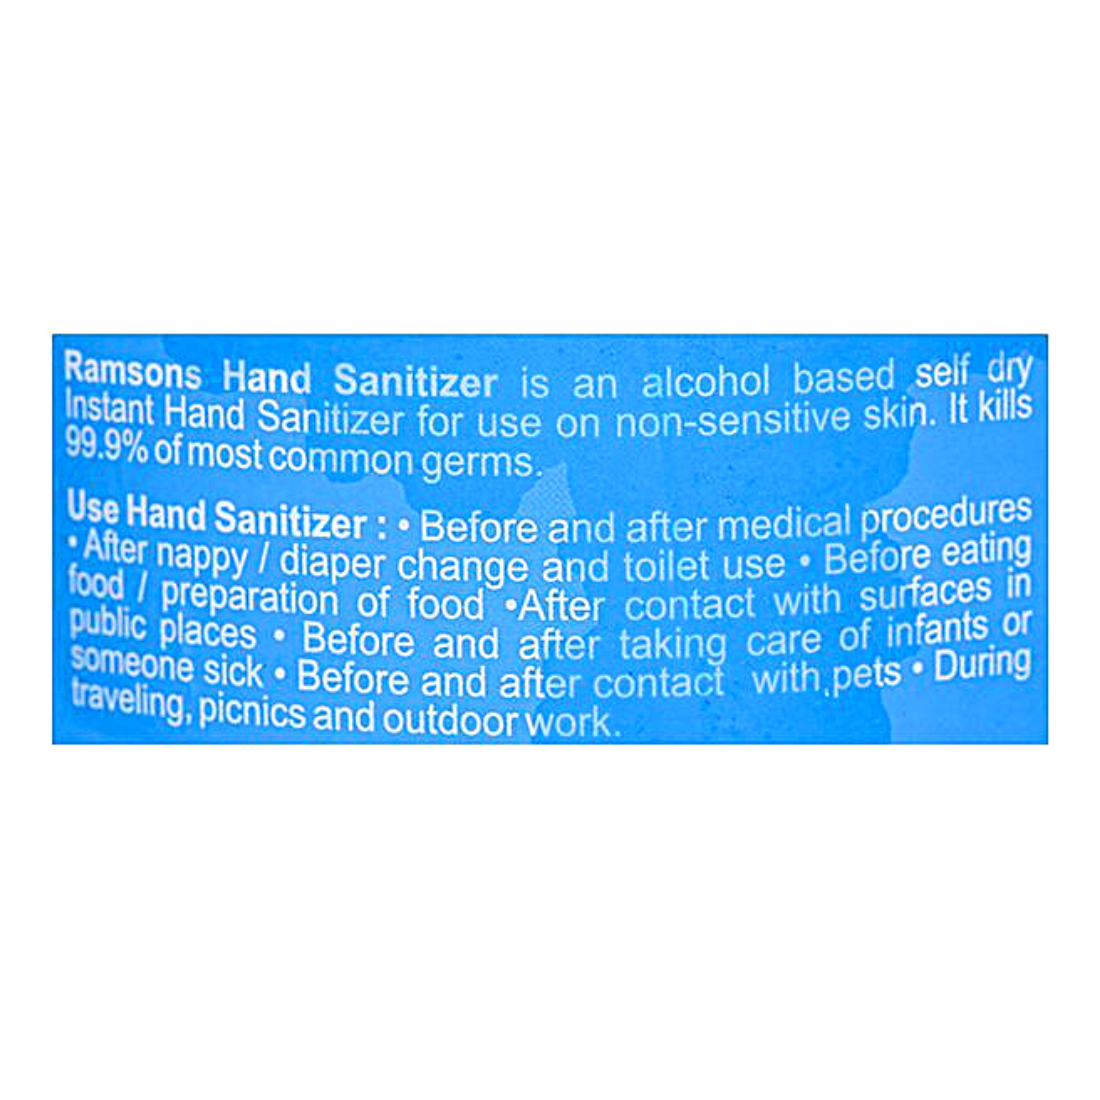 Ramsons Hand Sanitizer is an alcohol based self dry
Instant Hand Sanitizer for use on non-sensitive skin. It kills
99.9% of most common germs.
Use Hand Sanitizer : • Before and after medical procedures
• After nappy / diaper change and toilet use • Before eating
food / preparation of food •After contact with surfaces in
public places • Before and after taking care of infants or
someone sick • Before and after contact with pets • During
traveling, picnics and outdoor work.